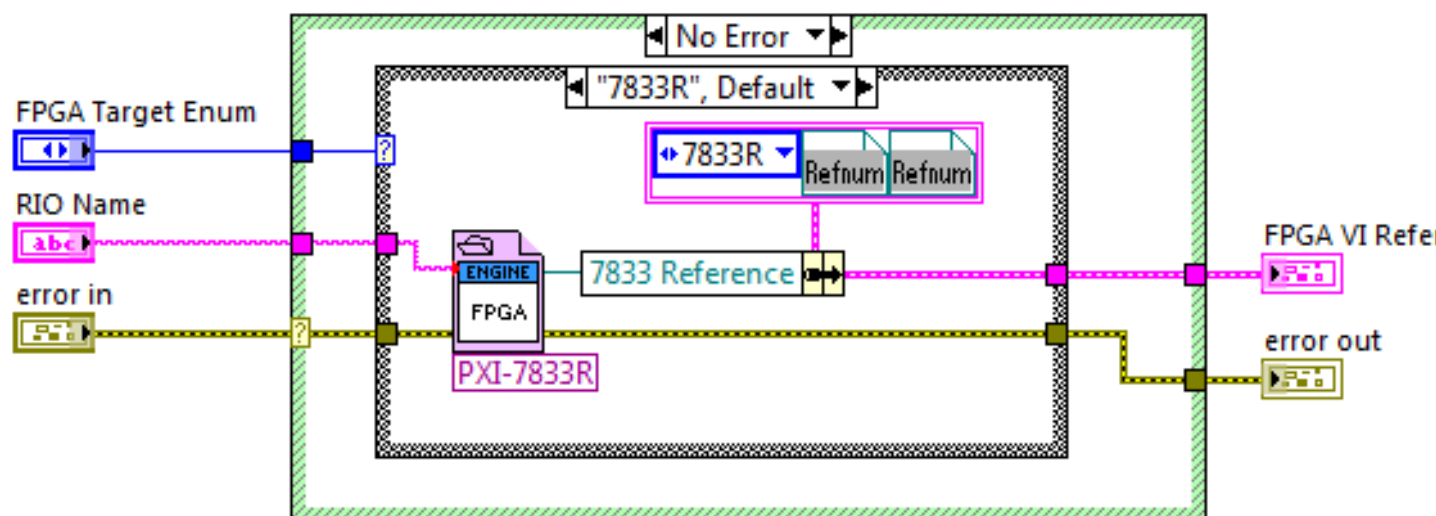 No Error
"7833R", Default
FPGA Target Enum
?
7833R
Refnum Refnum
RIO Name
abc
FPGA VI Refer
ENGINE
7833 Reference
FPGA
error in
?
error out
PXI-7833R